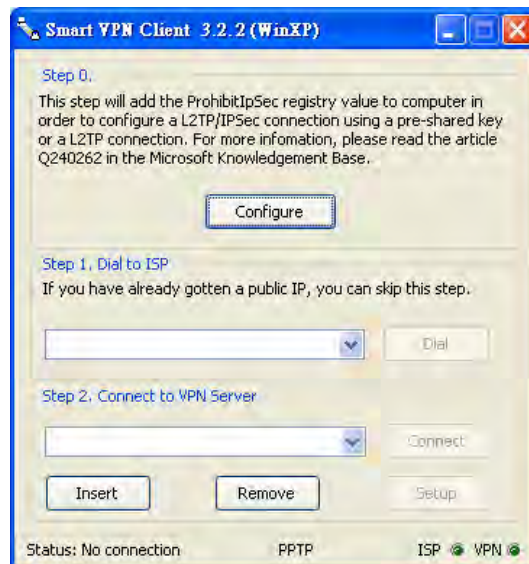 Smart VPN Client 3.2.2 (WinXP)
Step 0.
This step will add the ProhibitIpSec registry value to computer in
order to configure a L2TP/IPSec connection using a pre-shared key
or a L2TP connection. For more infomation, please read the article
Q240262 in the Microsoft Knowledgement Base.
Configure
Step 1. Dial to ISP
If you have already gotten a public IP, you can skip this step.
Dial
Step 2. Connect to VPN Server
Connect
Insert Remove Setup
Status: No connection PPTP ISP VPN